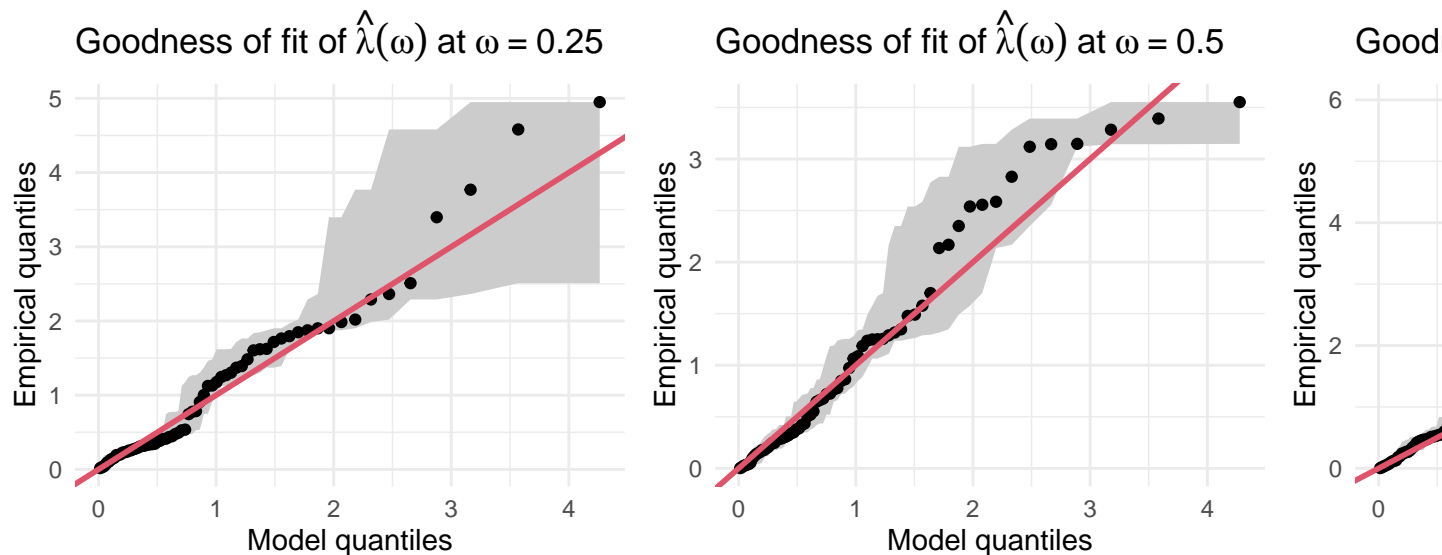 Goodness of fit of λ̂(ω) at ω = 0.25
Empirical quantiles
5
4
3
2
1
0
0 1 2 3 4
Model quantiles
Goodness of fit of λ̂(ω) at ω = 0.5
Empirical quantiles
3
2
1
0
0 1 2 3 4
Model quantiles
Good
Empirical quantiles
6
4
2
0
0